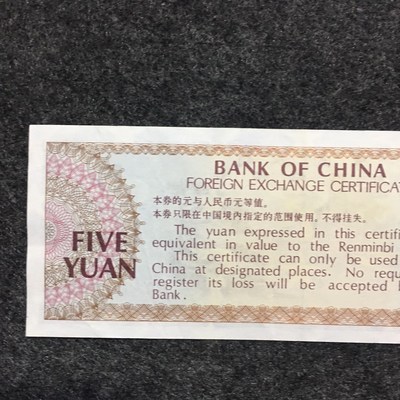 BANK OF CHINA
FOREIGN EXCHANGE CERTIFICA
本券的元与人民币元等值。
本券只限在中国境内指定的范围使用，不得挂失。
FIVE
YUAN
The yuan expressed in this certifi
equivalent in value to the Renminbi
This certificate can only be used
China at designated places. No requ
register its loss will be accepted
Bank.